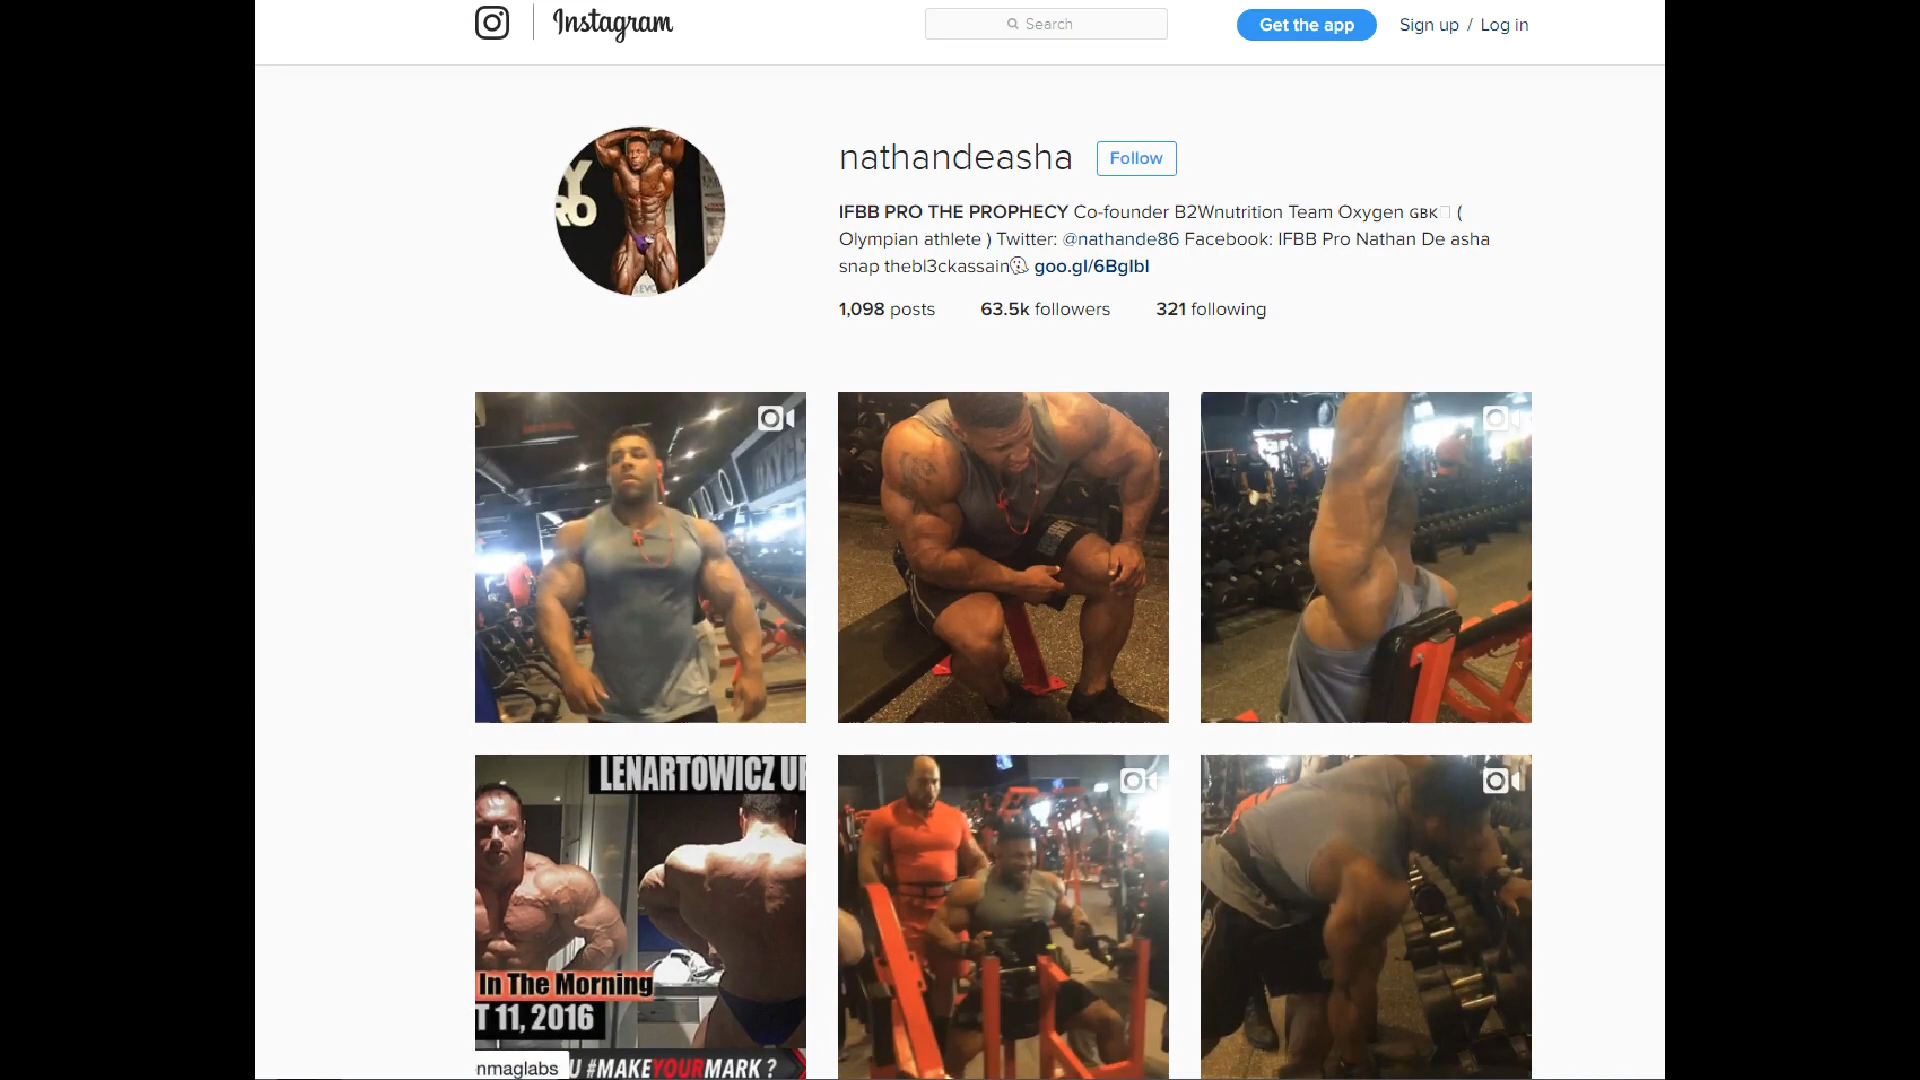 Instagram
Search
Get the app
Sign up / Log in
nathandeasha
Follow
IFBB PRO THE PROPHECY Co-founder B2Wnutrition Team Oxygen GBK (
Olympian athlete ) Twitter: @nathande86 Facebook: IFBB Pro Nathan De asha
snap thebl3ckassain goo.gl/6BglbI
1,098 posts 63.5k followers 321 following
Y
RO
LENARTOWICZ UP
In The Morning
T 11, 2016
nmaglabs
U #MAKEYOURMARK ?